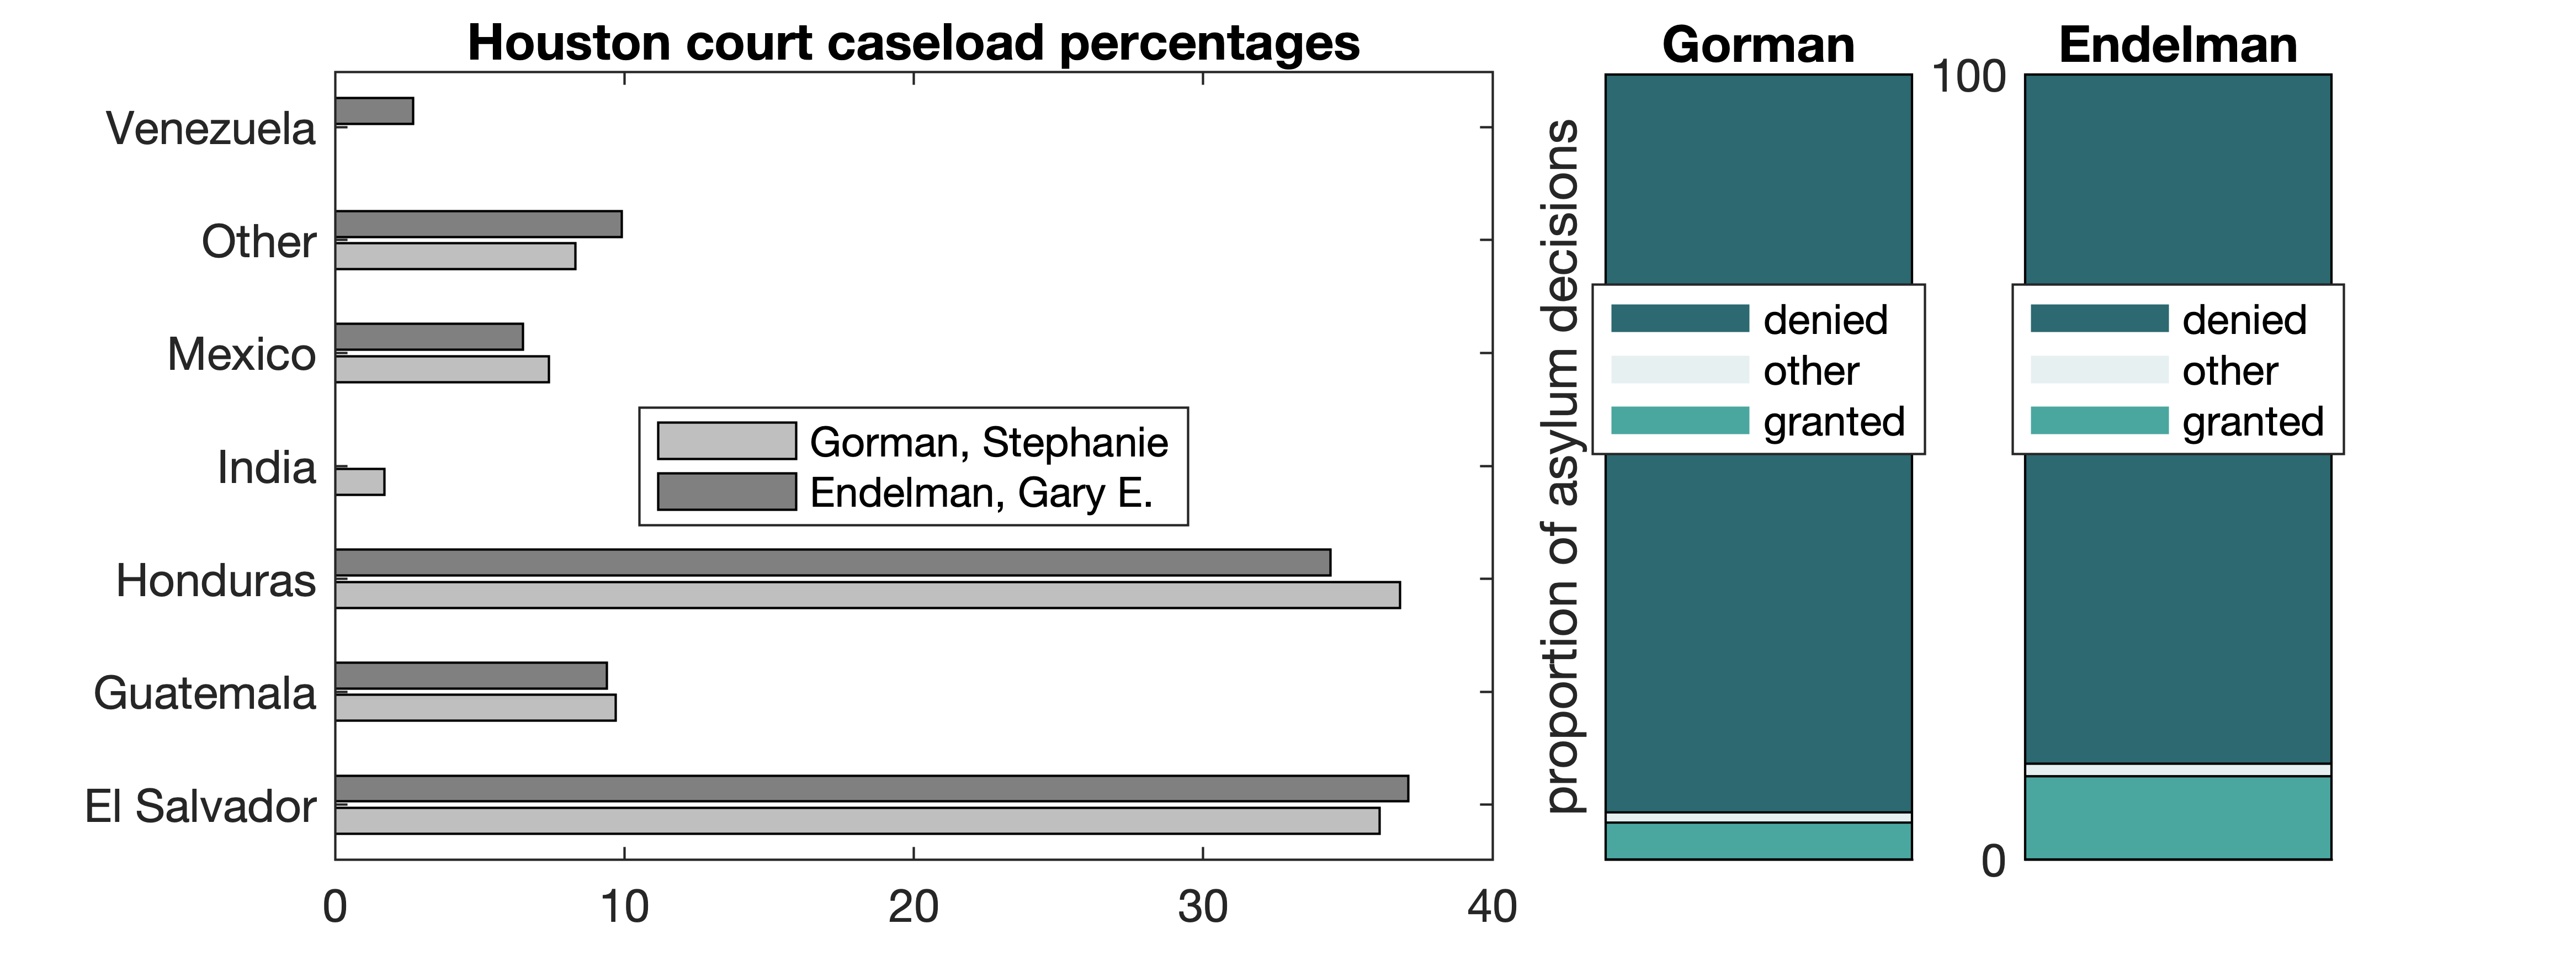 Houston court caseload percentages
Venezuela
Other
Mexico
India
Honduras
Guatemala
El Salvador
0 10 20 30 40
Gorman, Stephanie
Endelman, Gary E.
proportion of asylum decisions
Gorman
denied
other
granted
100
0
Endelman
denied
other
granted